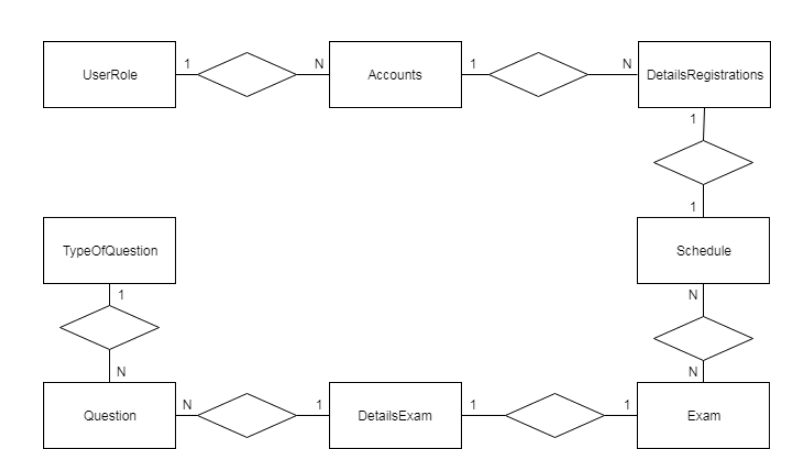 UserRole
1
N
Accounts
1
N
DetailsRegistrations
1
1
TypeOfQuestion
Schedule
1
N
N
N
Question
N
1
DetailsExam
1
1
Exam